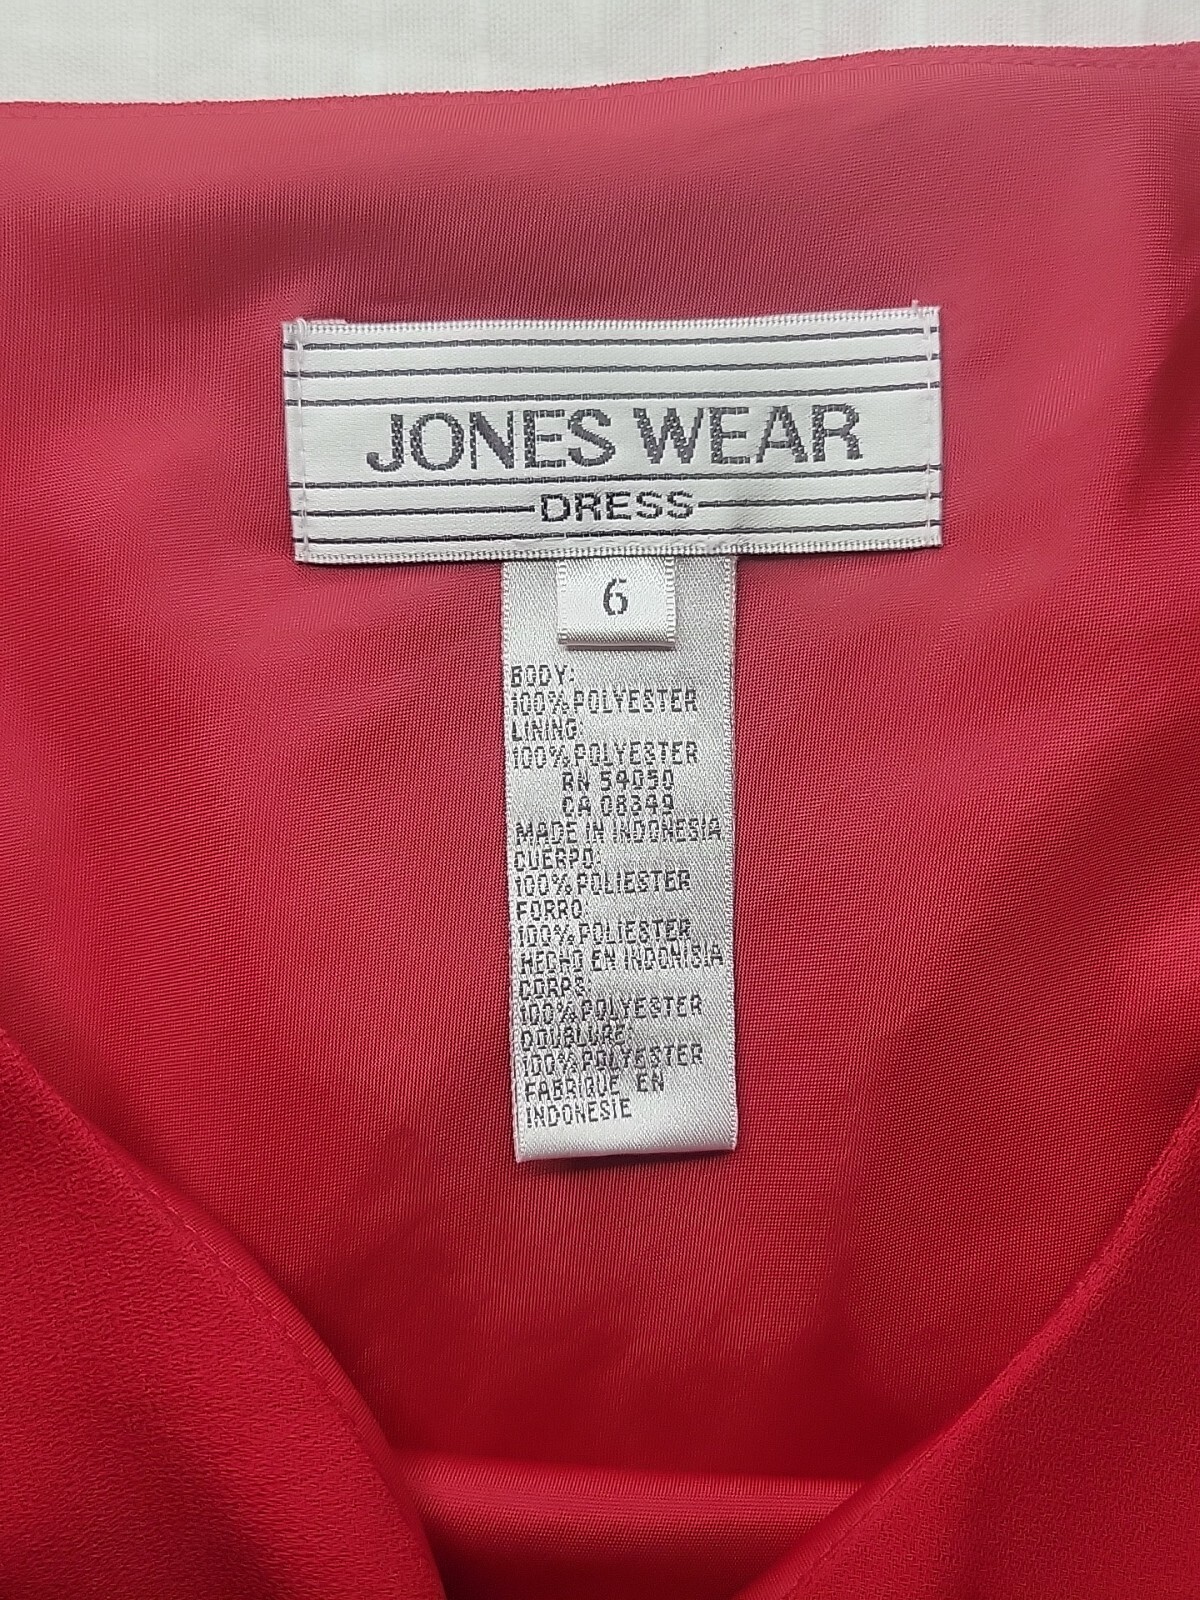 JONES WEAR
DRESS
6
BODY:
100% POLYESTER
LINING:
100% POLYESTER
RN 54050
CA 08349
MADE IN INDONESIA
CUERPO:
100% POLIESTER
FORRO:
100% POLIESTER
HECHO EN INDONISIA
CORPS:
100% POLYESTER
DOUBLURE:
100% POLYESTER
FABRIQUE EN
INDONESIE